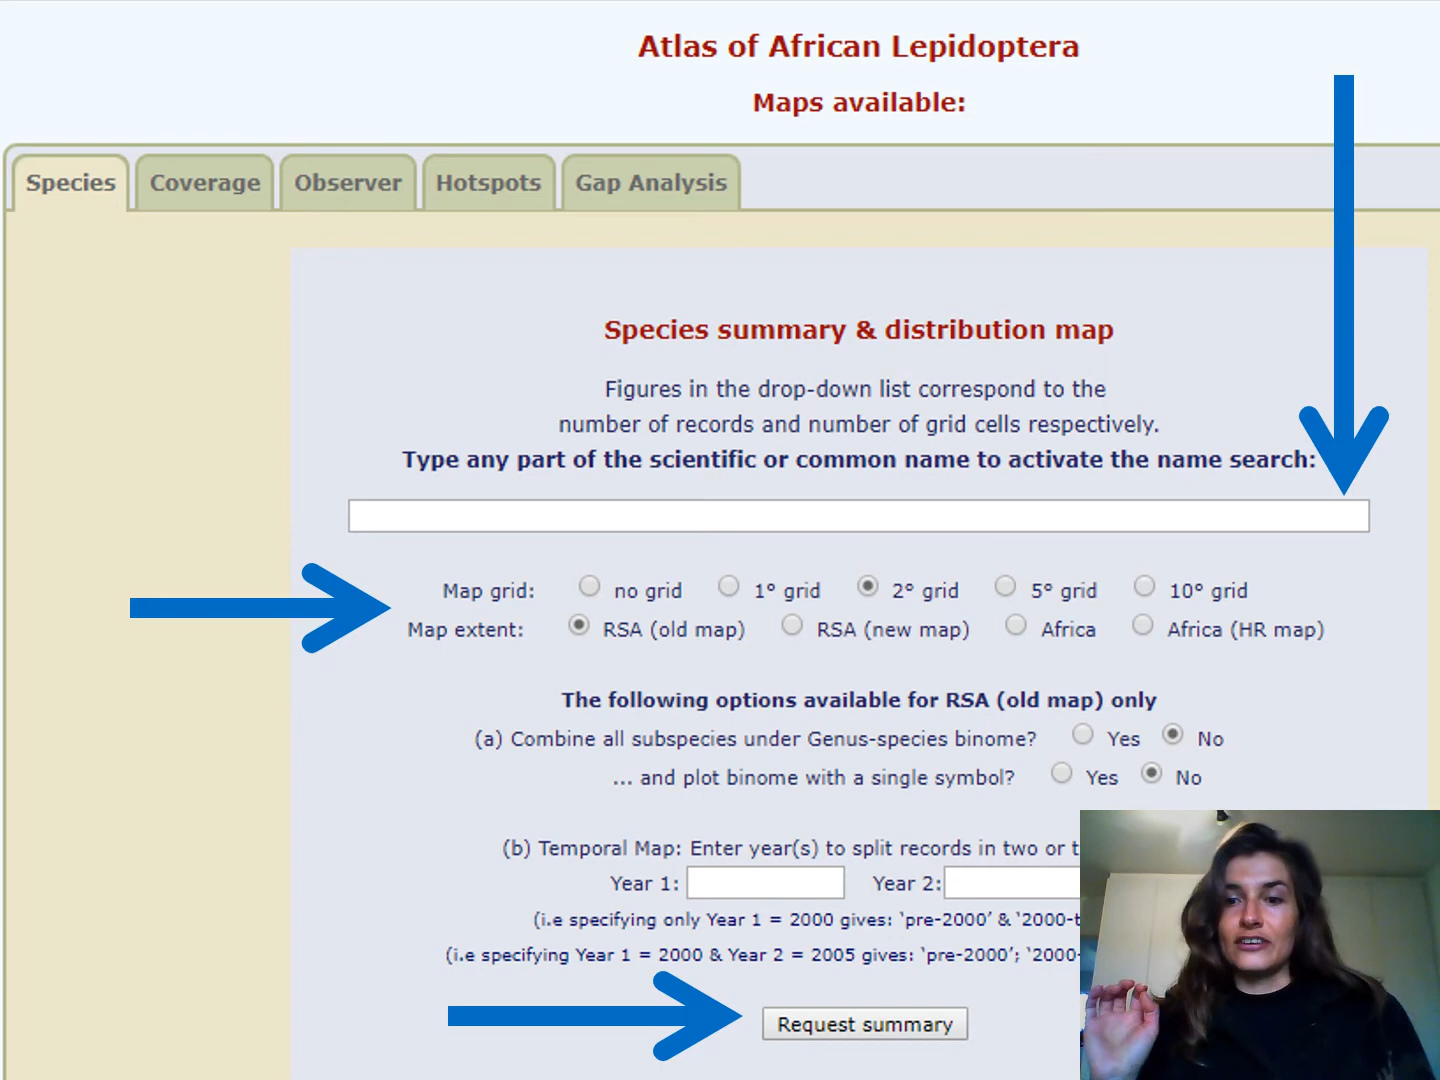 Atlas of African Lepidoptera
Maps available:
Species Coverage Observer Hotspots Gap Analysis
Species summary & distribution map
Figures in the drop-down list correspond to the
number of records and number of grid cells respectively.
Type any part of the scientific or common name to activate the name search:
Map grid: no grid 1° grid 2° grid 5° grid 10° grid
Map extent: RSA (old map) RSA (new map) Africa Africa (HR map)
The following options available for RSA (old map) only
(a) Combine all subspecies under Genus-species binome? Yes No
... and plot binome with a single symbol? Yes No
(b) Temporal Map: Enter year(s) to split records in two or
Year 1: Year 2:
(i.e specifying only Year 1 = 2000 gives: 'pre-2000' & '2000-
(i.e specifying Year 1 = 2000 & Year 2 = 2005 gives: 'pre-2000'; '2000-
Request summary